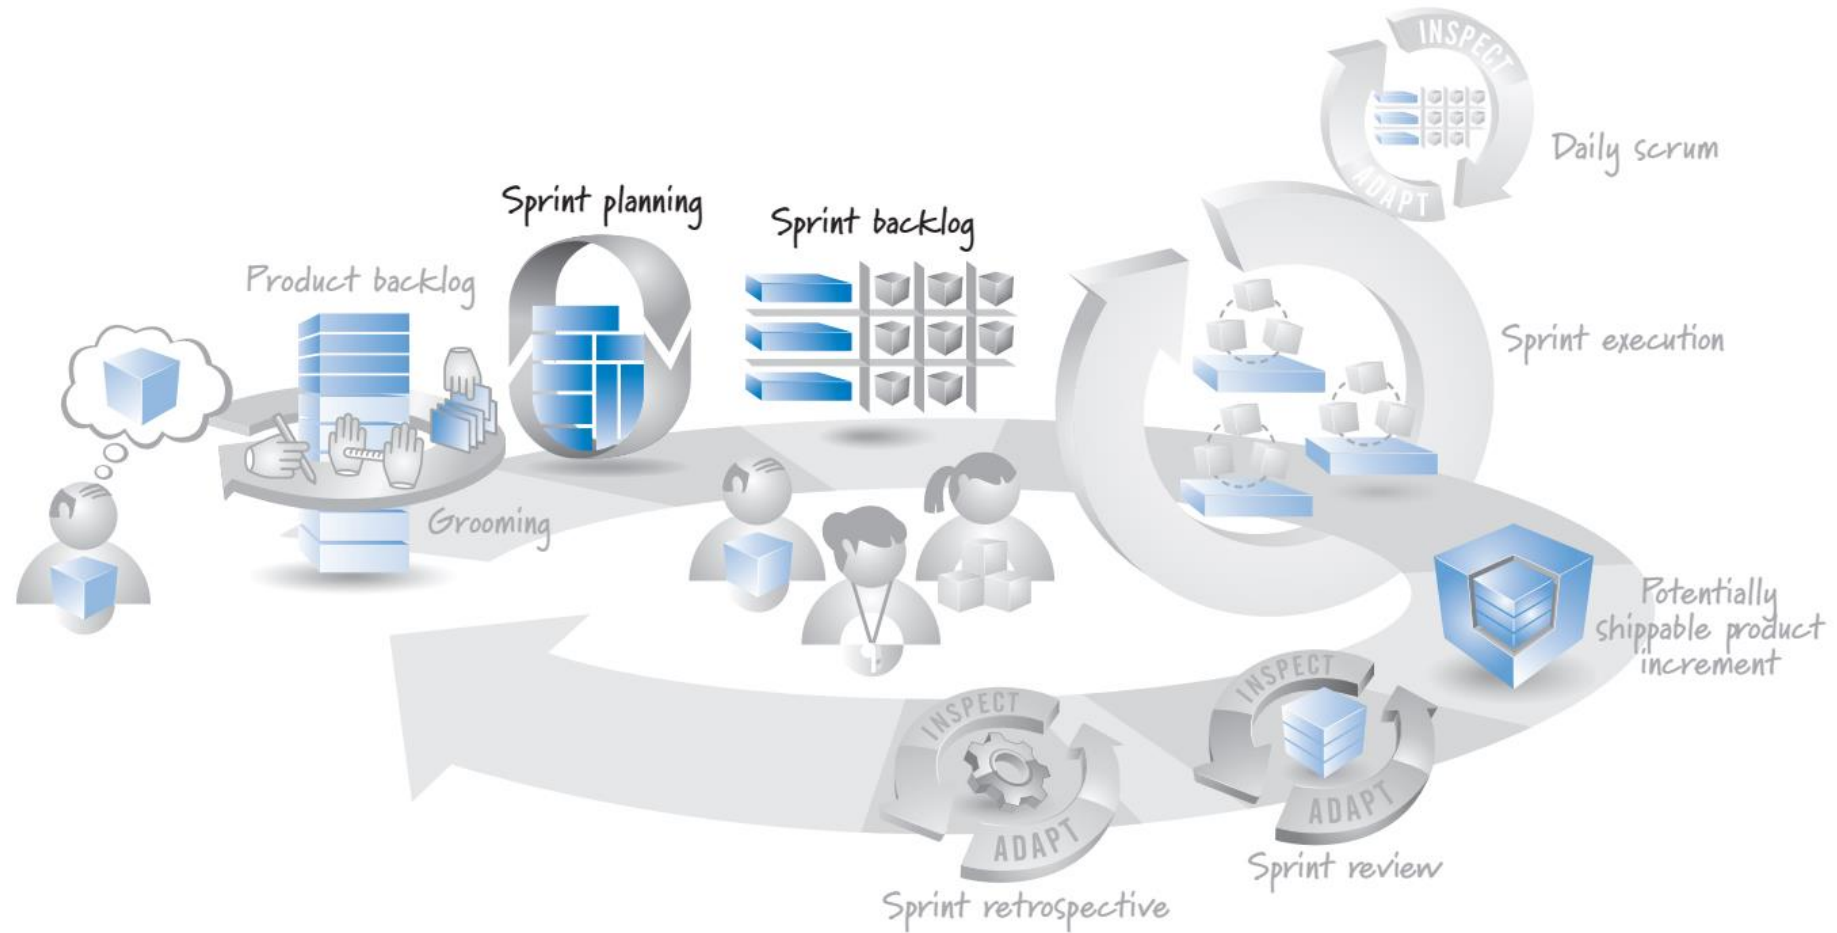 INSPECT
ADAPT
Daily scrum
Sprint planning
Sprint backlog
Product backlog
Sprint execution
Grooming
Potentially
shippable product
increment
INSPECT
ADAPT
Sprint review
INSPECT
ADAPT
Sprint retrospective